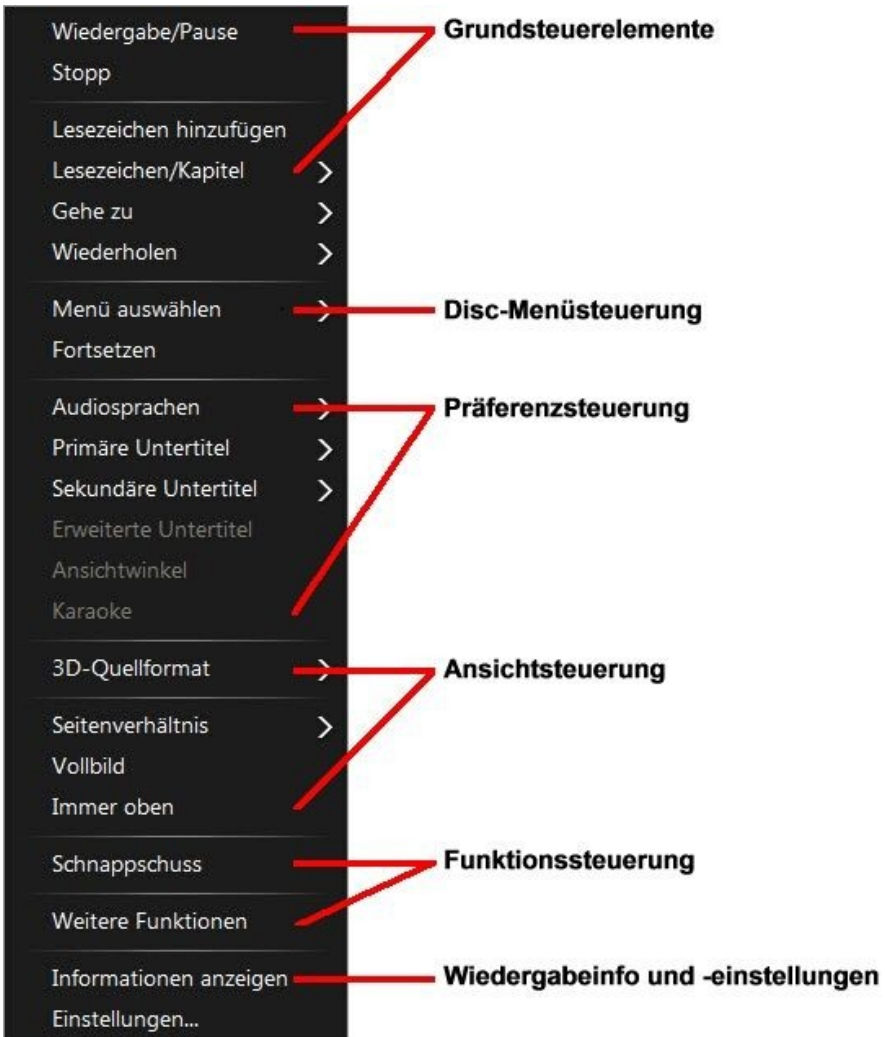 Wiedergabe/Pause
Stopp
Lesezeichen hinzufügen
Lesezeichen/Kapitel
Gehe zu
Wiederholen
Menü auswählen
Fortsetzen
Audiosprachen
Primäre Untertitel
Sekundäre Untertitel
Erweiterte Untertitel
Ansichtwinkel
Karaoke
3D-Quellformat
Seitenverhältnis
Vollbild
Immer oben
Schnappschuss
Weitere Funktionen
Informationen anzeigen
Einstellungen...
Grundsteuerelemente
Disc-Menüsteuerung
Präferenzsteuerung
Ansichtsteuerung
Funktionssteuerung
Wiedergabeinfo und -einstellungen